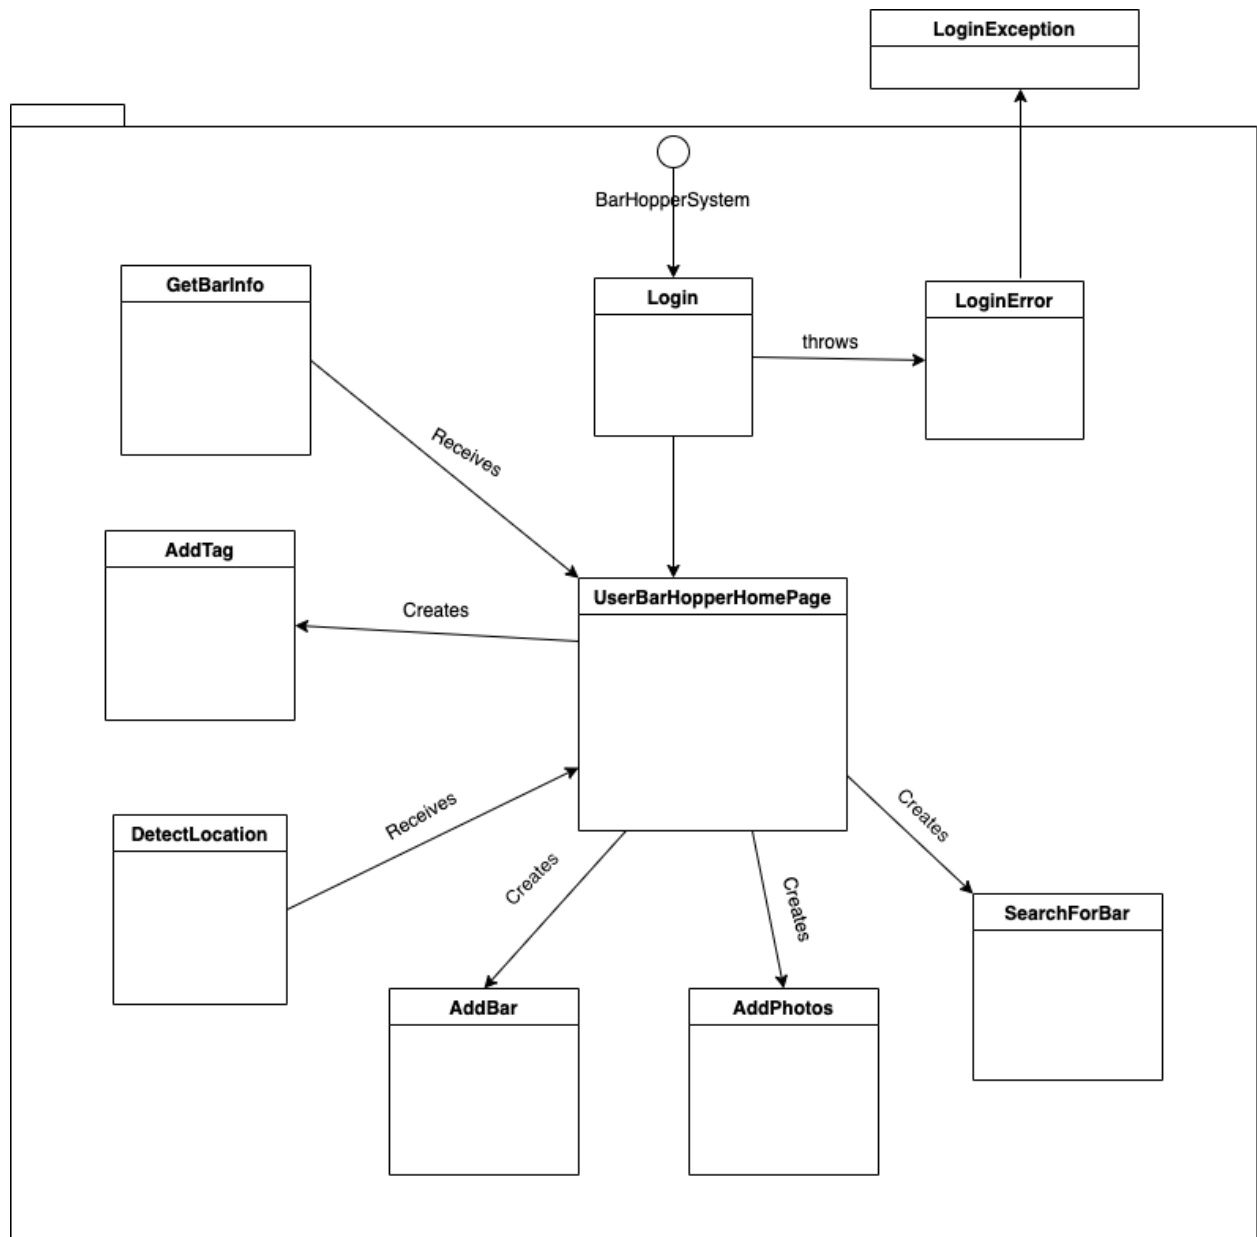 LoginException
BarHopperSystem
GetBarInfo
Login
LoginError
throws
Receives
AddTag
Creates
UserBarHopperHomePage
DetectLocation
Receives
Creates
Creates
Creates
SearchForBar
AddBar
AddPhotos